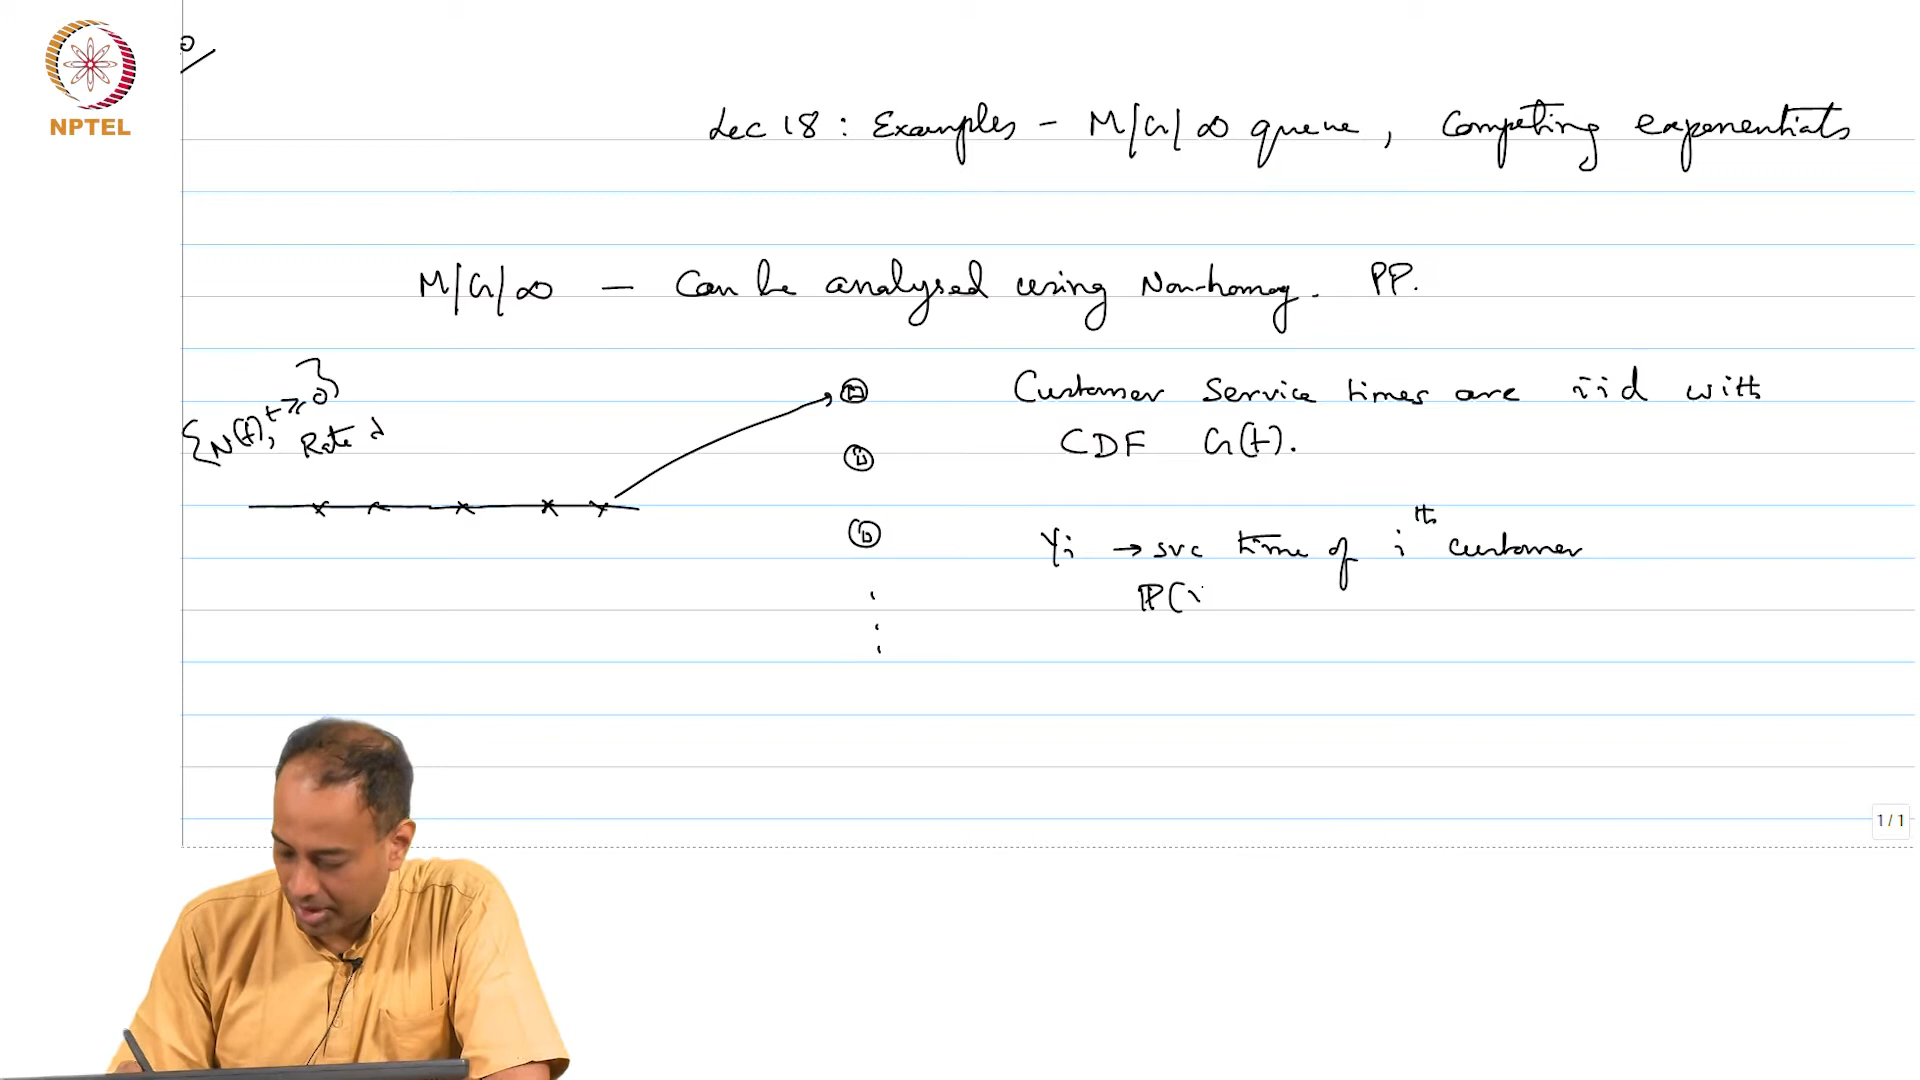 NPTEL
Lec 18 : Examples - M/G/∞ queue, Competing exponentials
M/G/∞ — Can be analysed using Non-homog. PP.
{N(t), t ≥ 0}
Rate λ
Customer Service times are iid with
CDF G(t).
Yi → svc time of i th customer
P(i
1 / 1